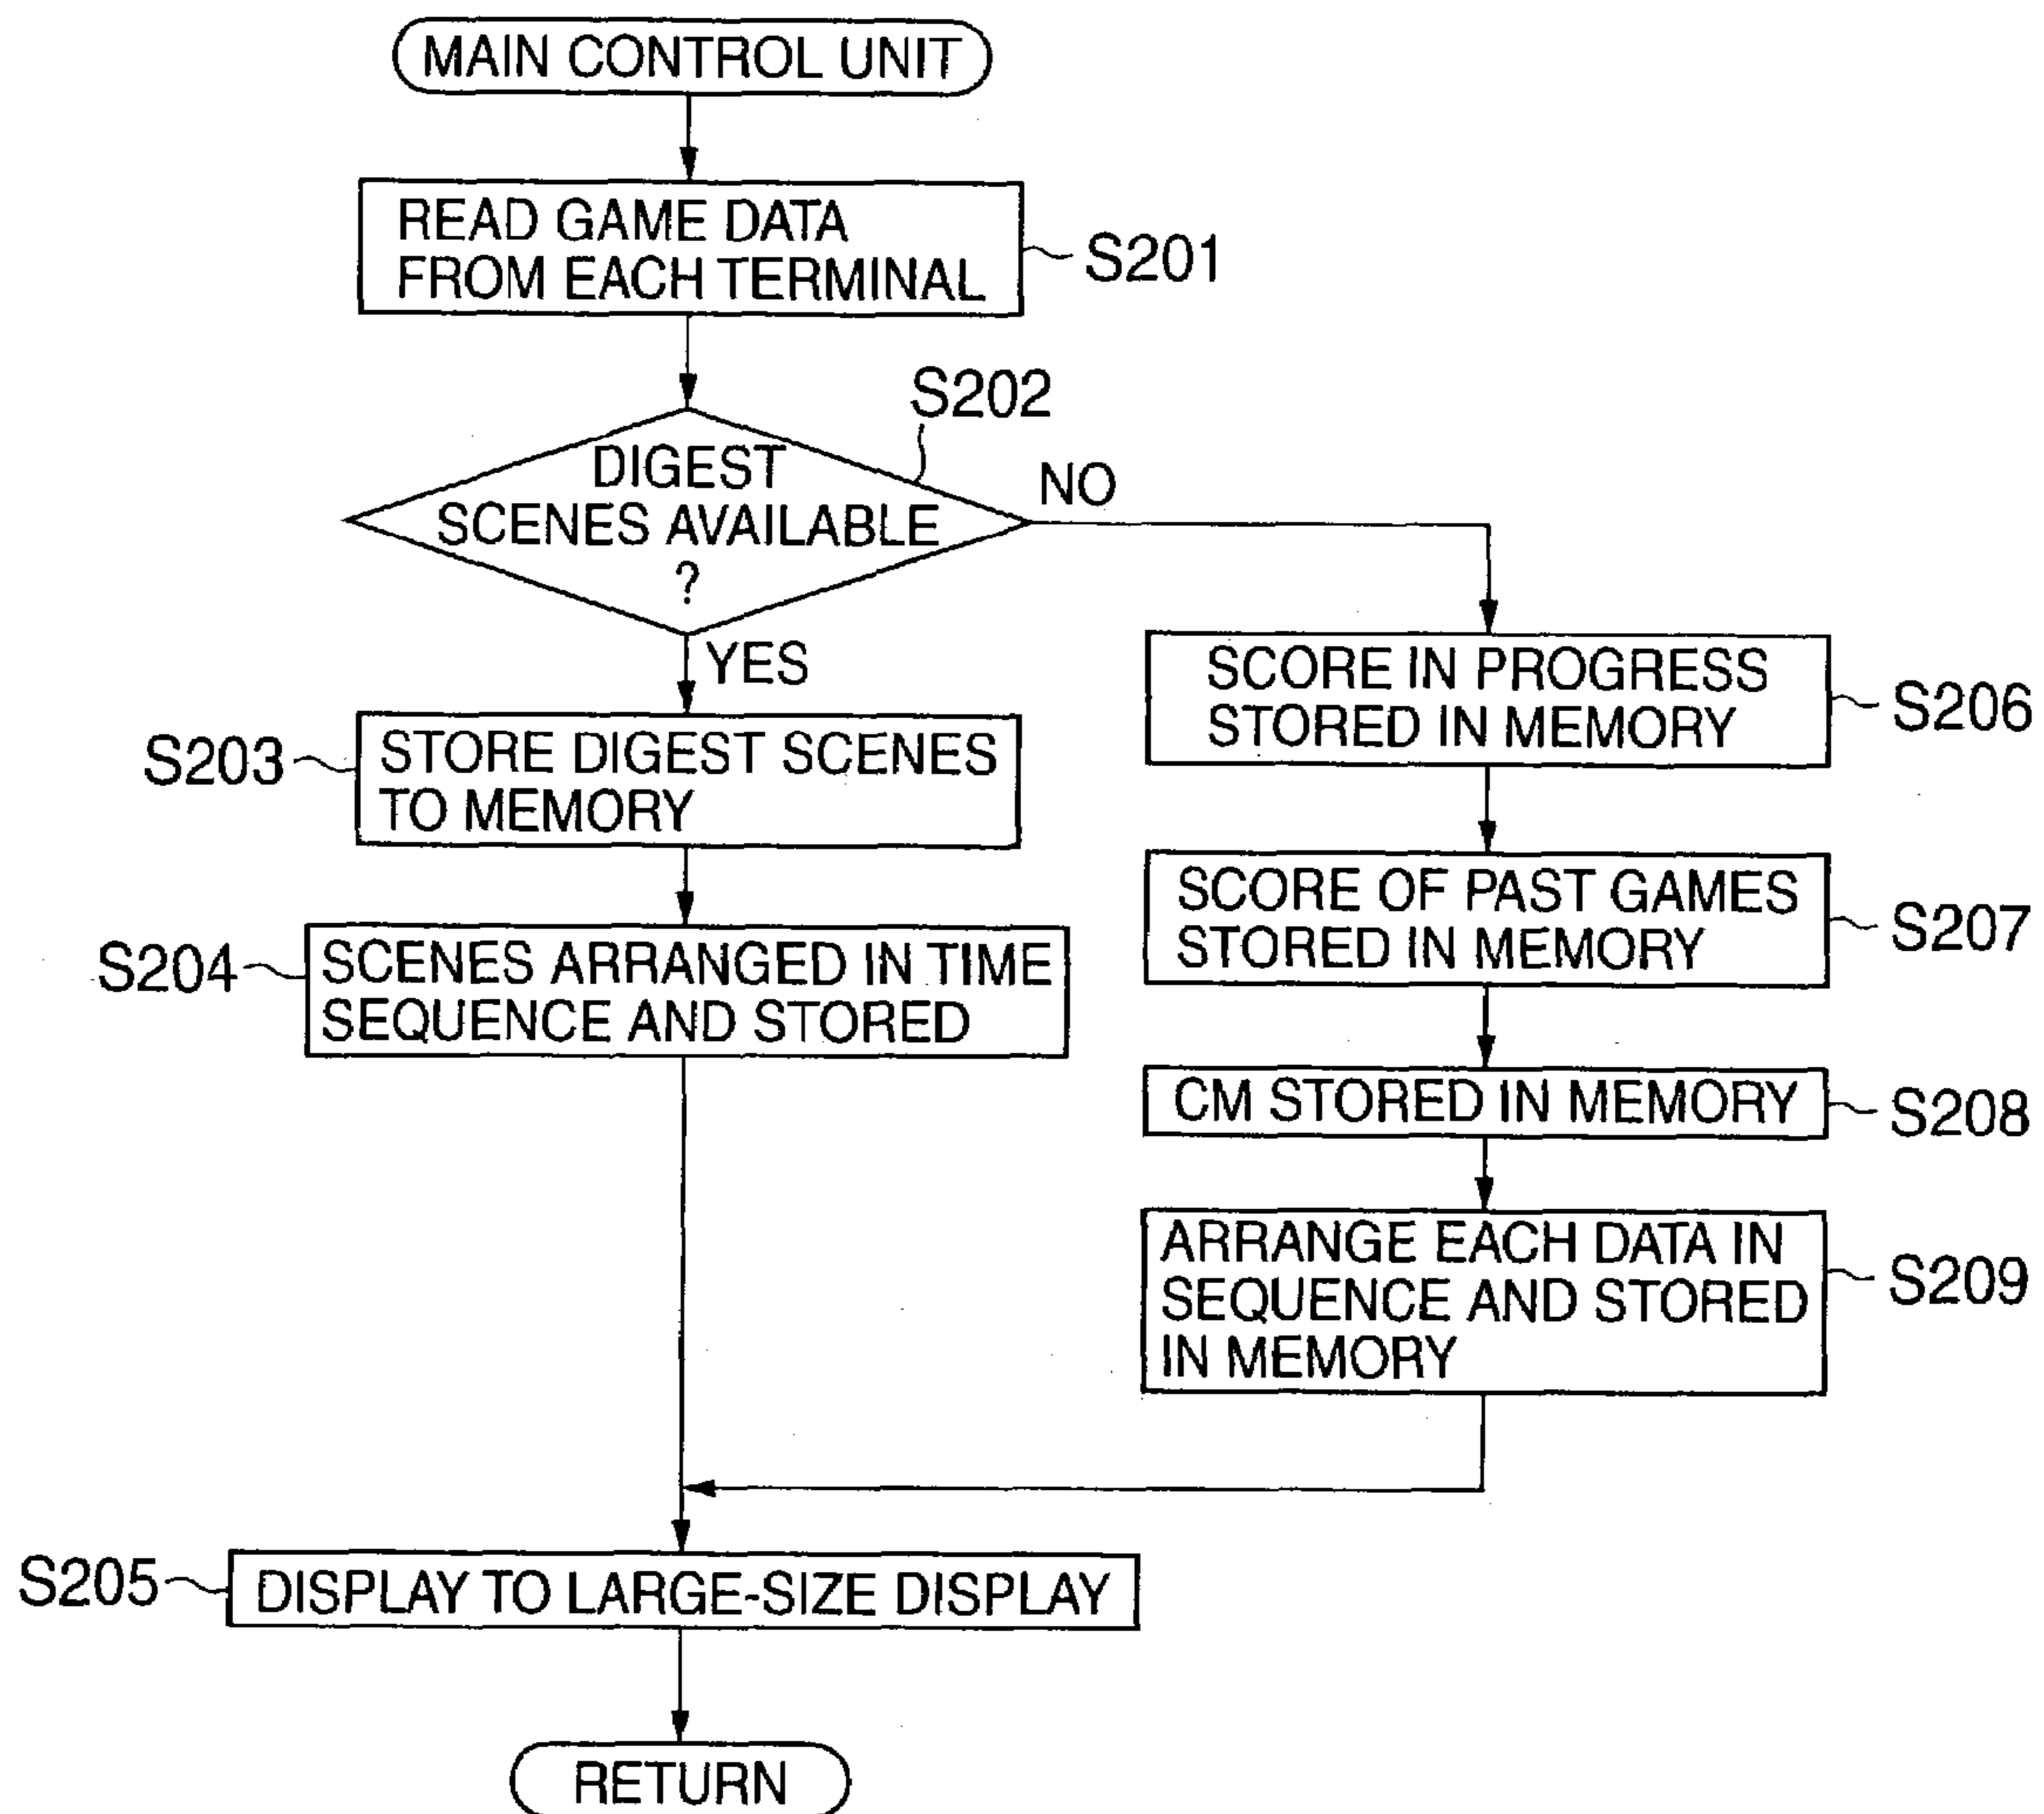 MAIN CONTROL UNIT
READ GAME DATA
FROM EACH TERMINAL
S201
S202
DIGEST
SCENES AVAILABLE
?
NO
YES
S203
STORE DIGEST SCENES
TO MEMORY
S204
SCENES ARRANGED IN TIME
SEQUENCE AND STORED
SCORE IN PROGRESS
STORED IN MEMORY
S206
SCORE OF PAST GAMES
STORED IN MEMORY
S207
CM STORED IN MEMORY
S208
ARRANGE EACH DATA IN
SEQUENCE AND STORED
IN MEMORY
S209
S205
DISPLAY TO LARGE-SIZE DISPLAY
RETURN